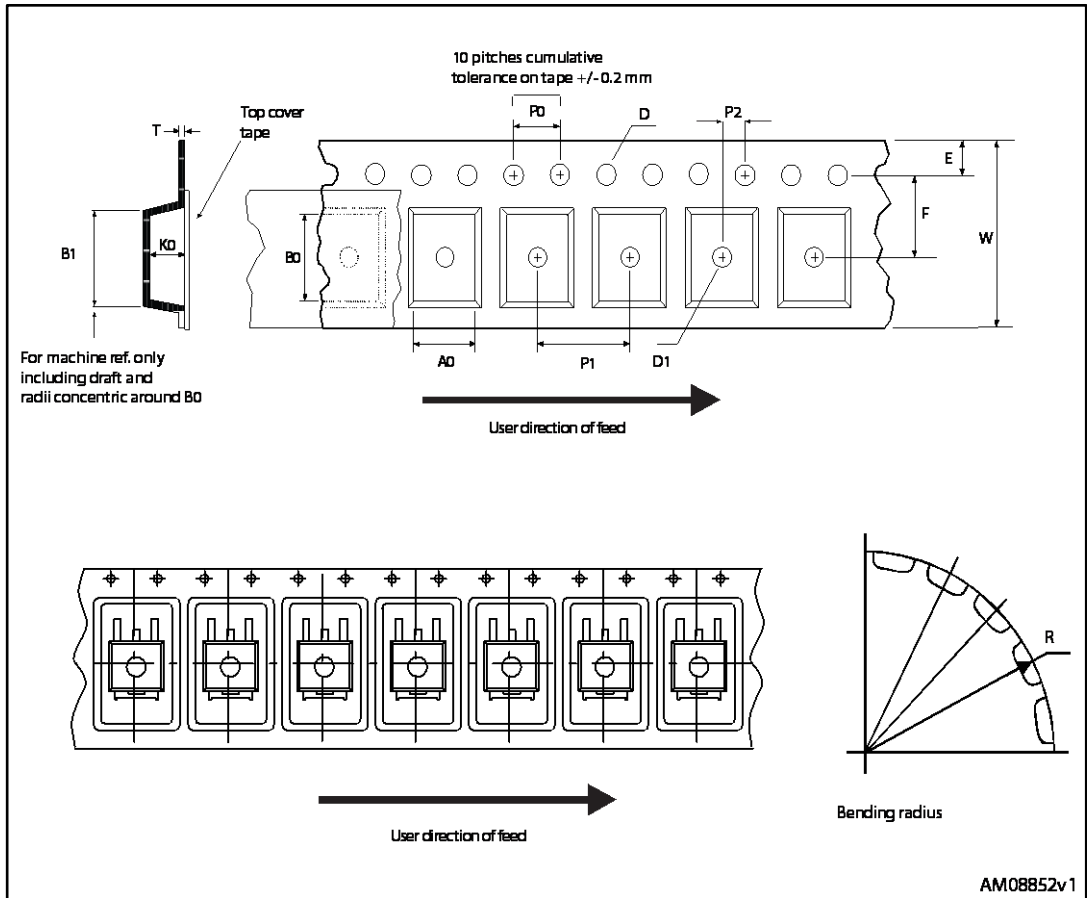 10 pitches cumulative
tolerance on tape +/- 0.2 mm
Top cover
tape
T
P0
D
P2
E
F
W
B1
K0
B0
For machine ref. only
including draft and
radii concentric around B0
A0
P1
D1
User direction of feed
R
Bending radius
User direction of feed
AM08852v1